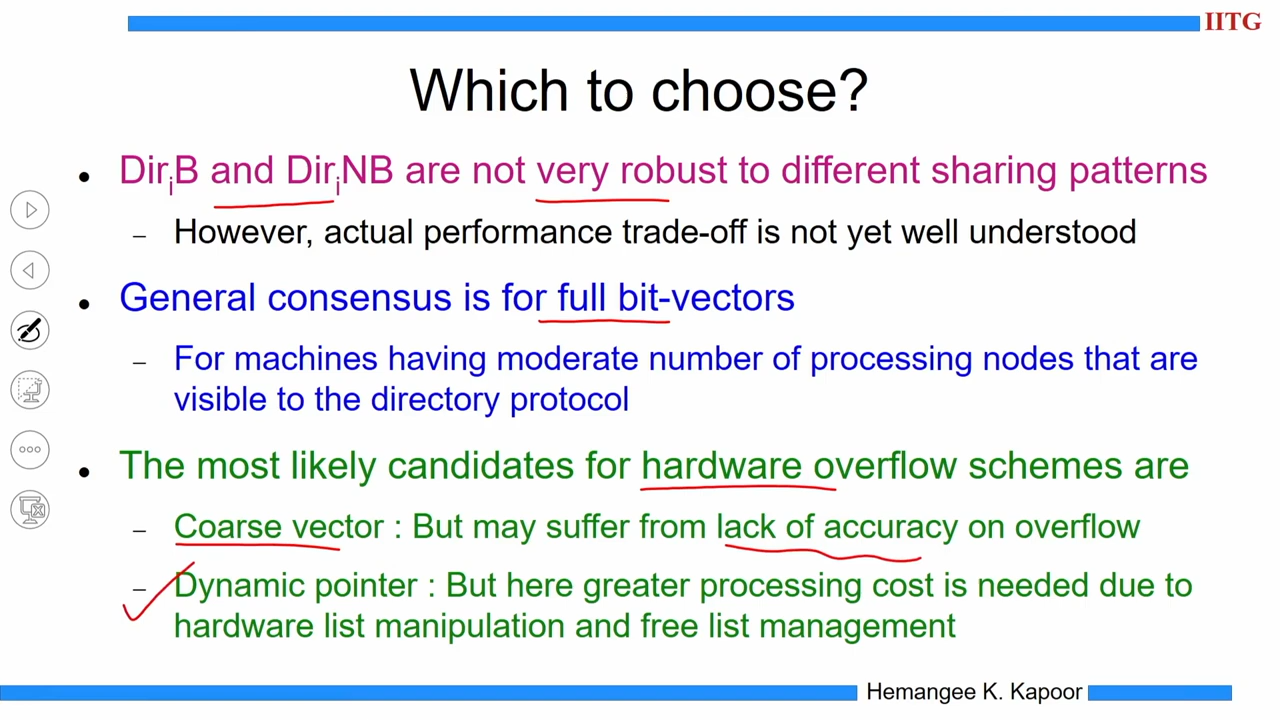 IITG
Which to choose?
• DiriB and DiriNB are not very robust to different sharing patterns
– However, actual performance trade-off is not yet well understood
• General consensus is for full bit-vectors
– For machines having moderate number of processing nodes that are
visible to the directory protocol
• The most likely candidates for hardware overflow schemes are
– Coarse vector : But may suffer from lack of accuracy on overflow
– Dynamic pointer : But here greater processing cost is needed due to
hardware list manipulation and free list management
Hemangee K. Kapoor